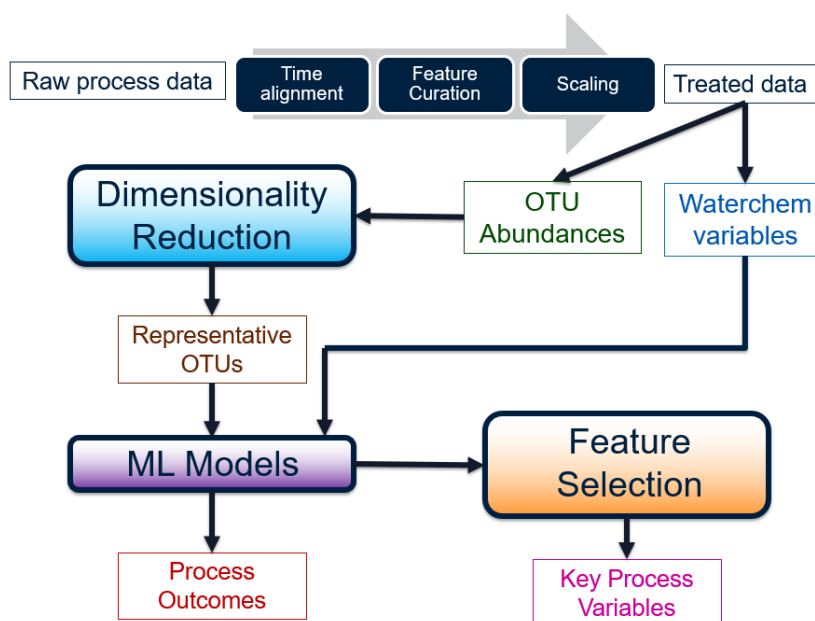 Raw process data
Time
alignment
Feature
Curation
Scaling
Treated data
Dimensionality
Reduction
OTU
Abundances
Waterchem
variables
Representative
OTUs
ML Models
Feature
Selection
Process
Outcomes
Key Process
Variables